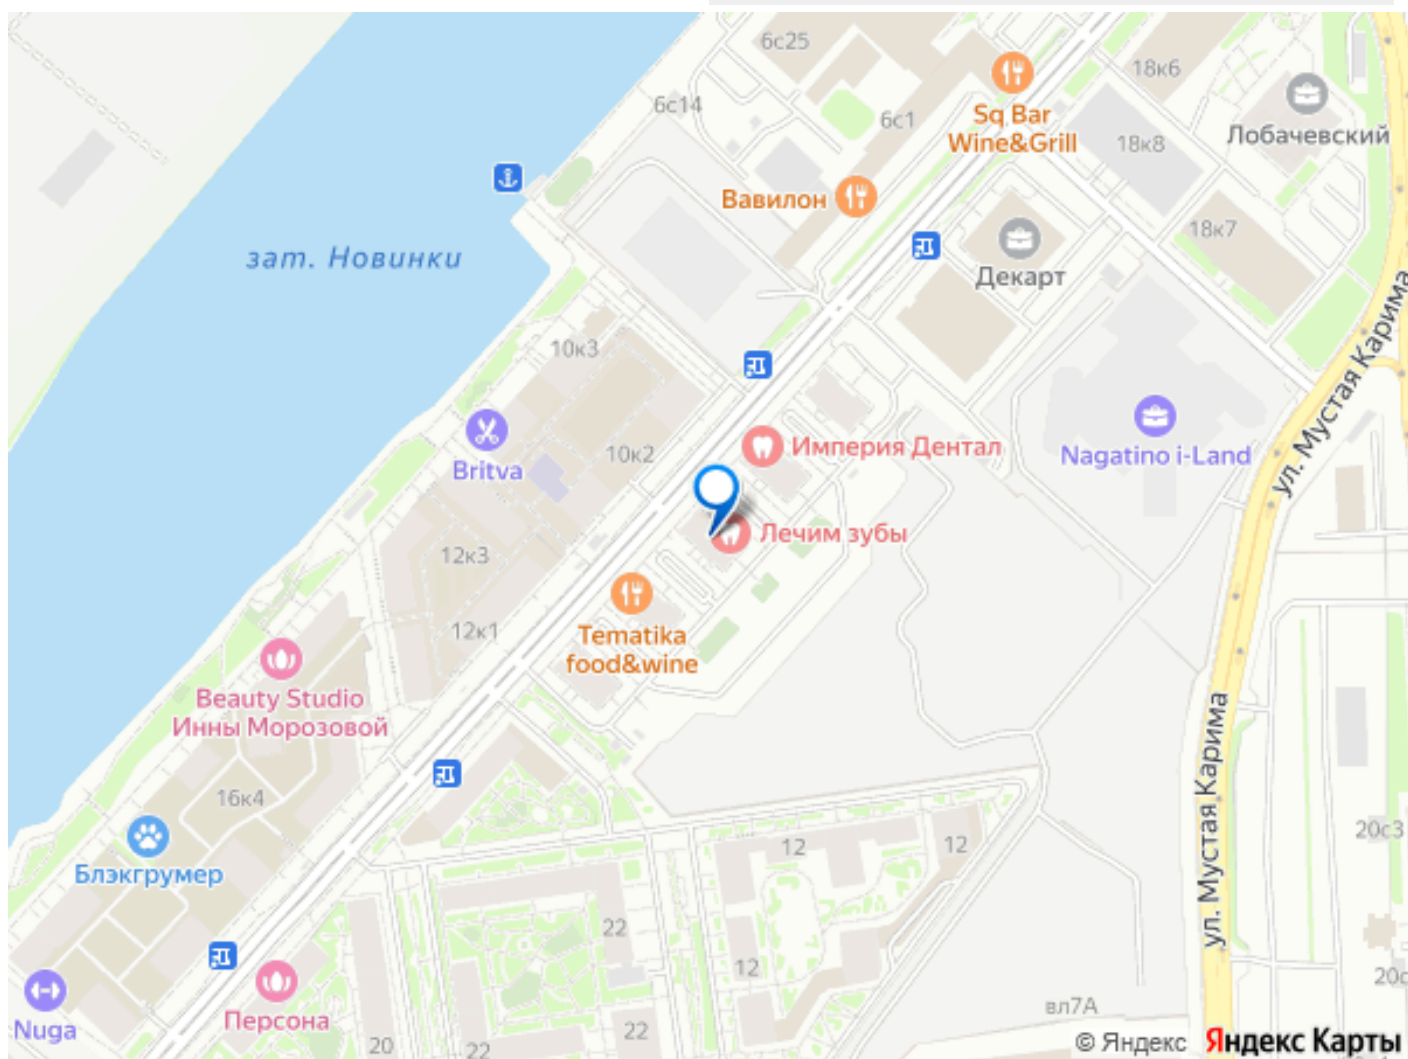 6с25
18к6
6с14
6с1
Sq Bar
Wine&Grill
Лобачевский
18к8
Вавилон
18к7
зат. Новинки
Декарт
ул. Мустая Карима
10к3
Britva
10к2
Империя Дентал
Nagatino i-Land
Лечим зубы
12к3
12к1
Tematika
food&wine
Beauty Studio
Инны Морозовой
16к4
ул. Мустая Карима
20с3
12
12
Блэкгрумер
22
12
Nuga
Персона
вл7А
20
22
22
© Яндекс Яндекс Карты